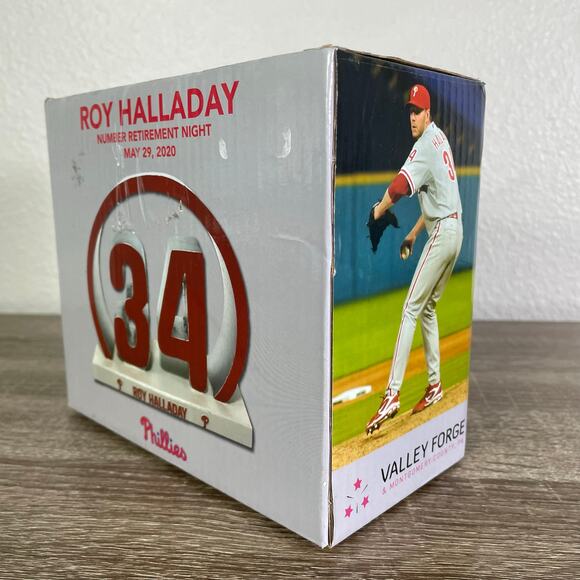 ROY HALLADAY
NUMBER RETIREMENT NIGHT
MAY 29, 2020
34
ROY HALLADAY
Phillies
34
VALLEY FORGE
& MONTGOMERY COUNTY, PA